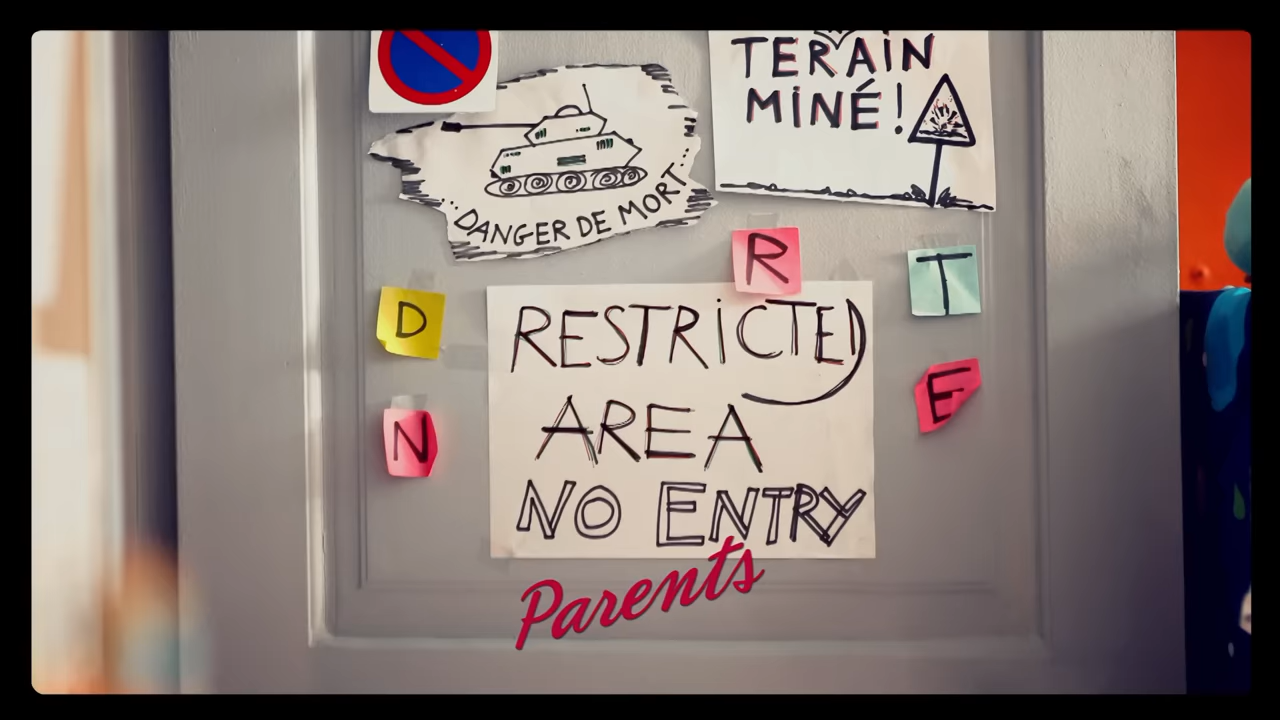 TERAIN
MINÉ!
DANGER DE MORT...
R
T
D
E
N
RESTRICTED
AREA
NO ENTRY
Parents